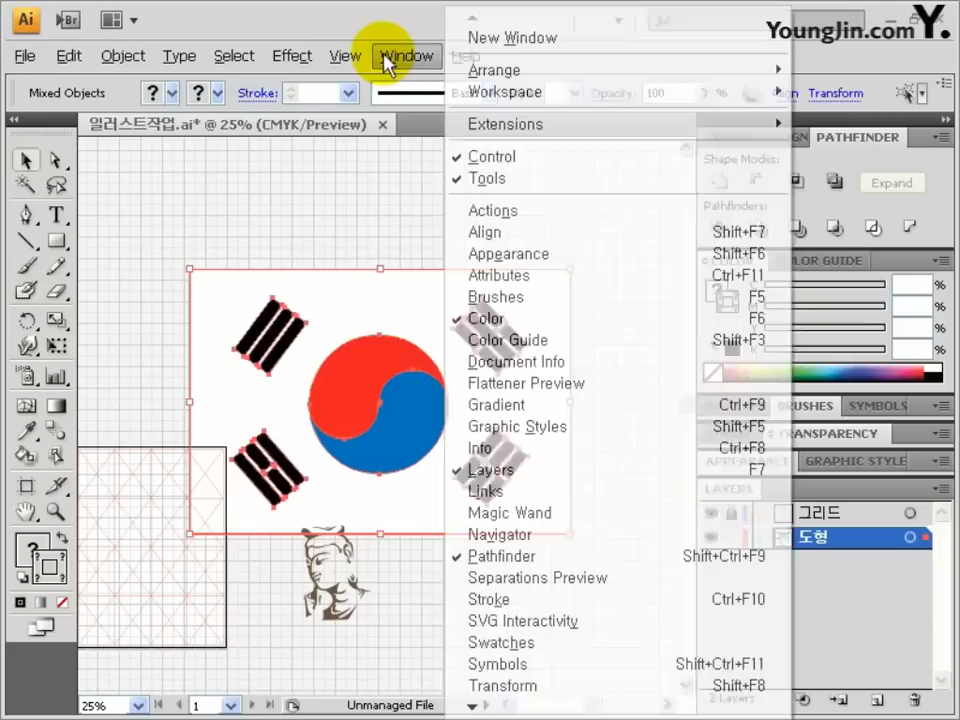 Ai Br
YoungJin.com Y.
File Edit Object Type Select Effect View Window Help
Mixed Objects ? ? Stroke: Opacity: 100 % Transform
일러스트작업.ai* @ 25% (CMYK/Preview) ×
New Window
Arrange
Workspace
Extensions
✓ Control
✓ Tools
Actions
Align Shift+F7
Appearance Shift+F6
Attributes Ctrl+F11
Brushes F5
✓ Color F6
Color Guide Shift+F3
Document Info
Flattener Preview
Gradient Ctrl+F9
Graphic Styles Shift+F5
Info Ctrl+F8
✓ Layers F7
Links
Magic Wand
Navigator
✓ Pathfinder Shift+Ctrl+F9
Separations Preview
Stroke Ctrl+F10
SVG Interactivity
Swatches
Symbols Shift+Ctrl+F11
Transform Shift+F8
PATHFINDER
Shape Modes:
Expand
Pathfinders:
COLOR GUIDE
%
%
%
%
BRUSHES SYMBOLS
TRANSPARENCY
APPEARANCE GRAPHIC STYLE
LAYERS
그리드
도형
2 Layers
25% 1 Unmanaged File